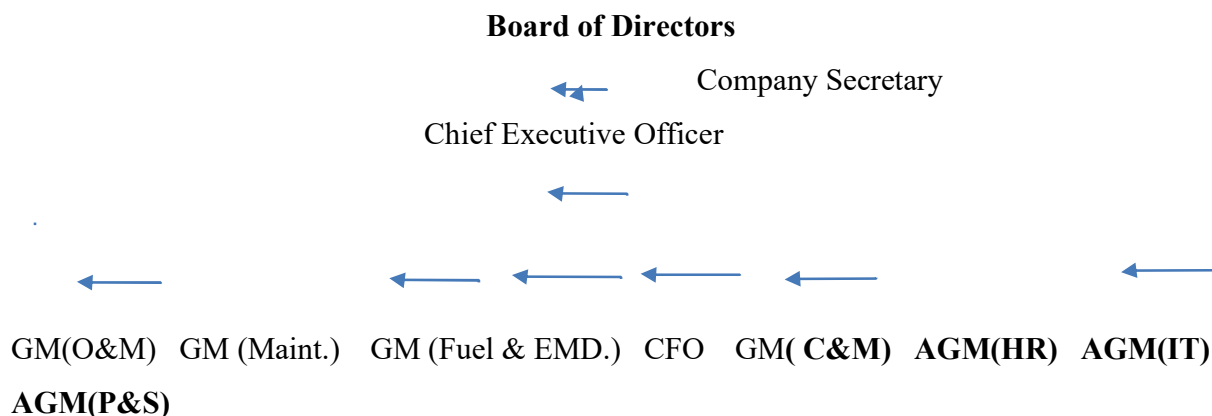 Board of Directors
Company Secretary
Chief Executive Officer
GM(O&M) GM (Maint.) GM (Fuel & EMD.) CFO GM( C&M) AGM(HR) AGM(IT)
AGM(P&S)